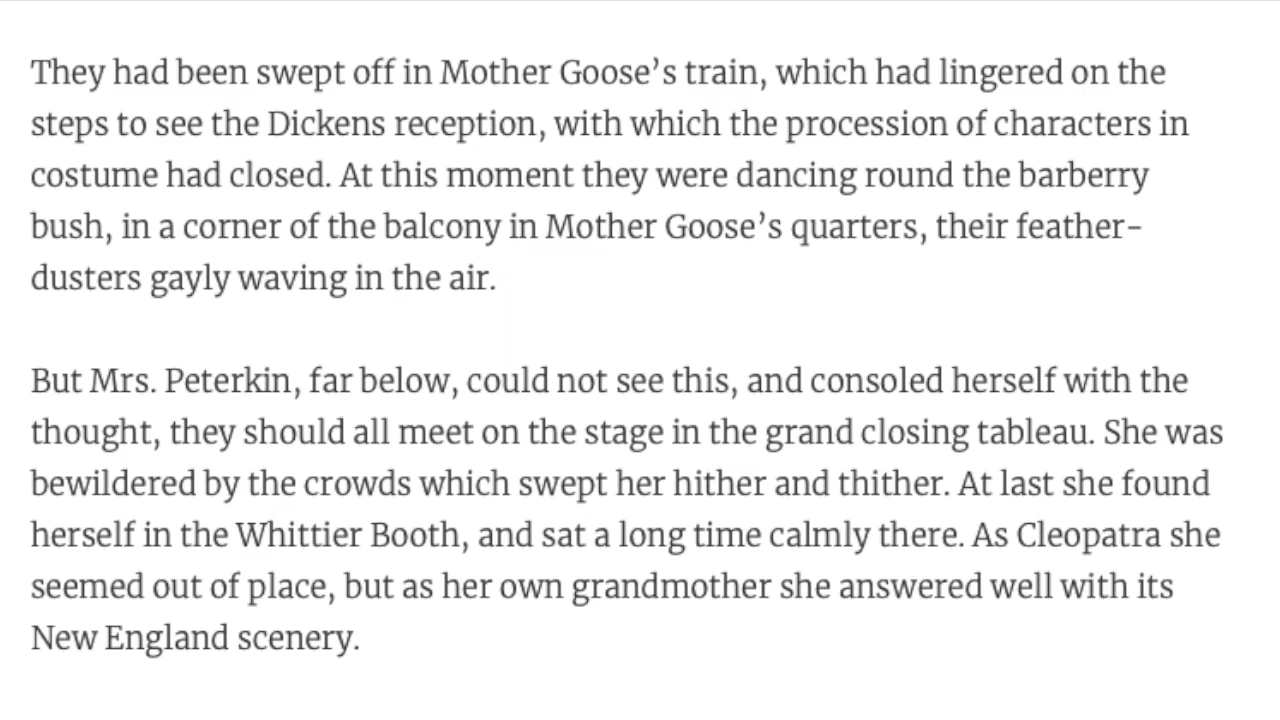 They had been swept off in Mother Goose’s train, which had lingered on the
steps to see the Dickens reception, with which the procession of characters in
costume had closed. At this moment they were dancing round the barberry
bush, in a corner of the balcony in Mother Goose’s quarters, their feather-
dusters gayly waving in the air.
But Mrs. Peterkin, far below, could not see this, and consoled herself with the
thought, they should all meet on the stage in the grand closing tableau. She was
bewildered by the crowds which swept her hither and thither. At last she found
herself in the Whittier Booth, and sat a long time calmly there. As Cleopatra she
seemed out of place, but as her own grandmother she answered well with its
New England scenery.